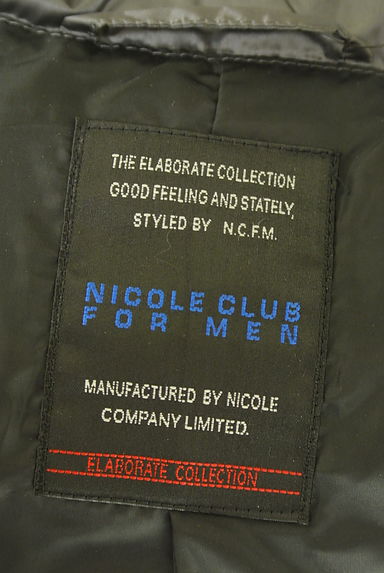 THE ELABORATE COLLECTION
GOOD FEELING AND STATELY,
STYLED BY N.C.F.M.
NICOLE CLUB
FOR MEN
MANUFACTURED BY NICOLE
COMPANY LIMITED.
ELABORATE COLLECTION